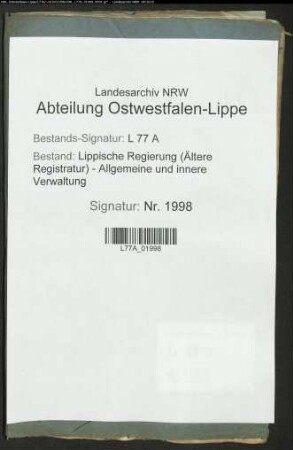 Landesarchiv NRW
Abteilung Ostwestfalen-Lippe
Bestands-Signatur: L 77 A
Bestand: Lippische Regierung (Ältere
Registratur) - Allgemeine und innere
Verwaltung
Signatur: Nr. 1998
L77A_01998